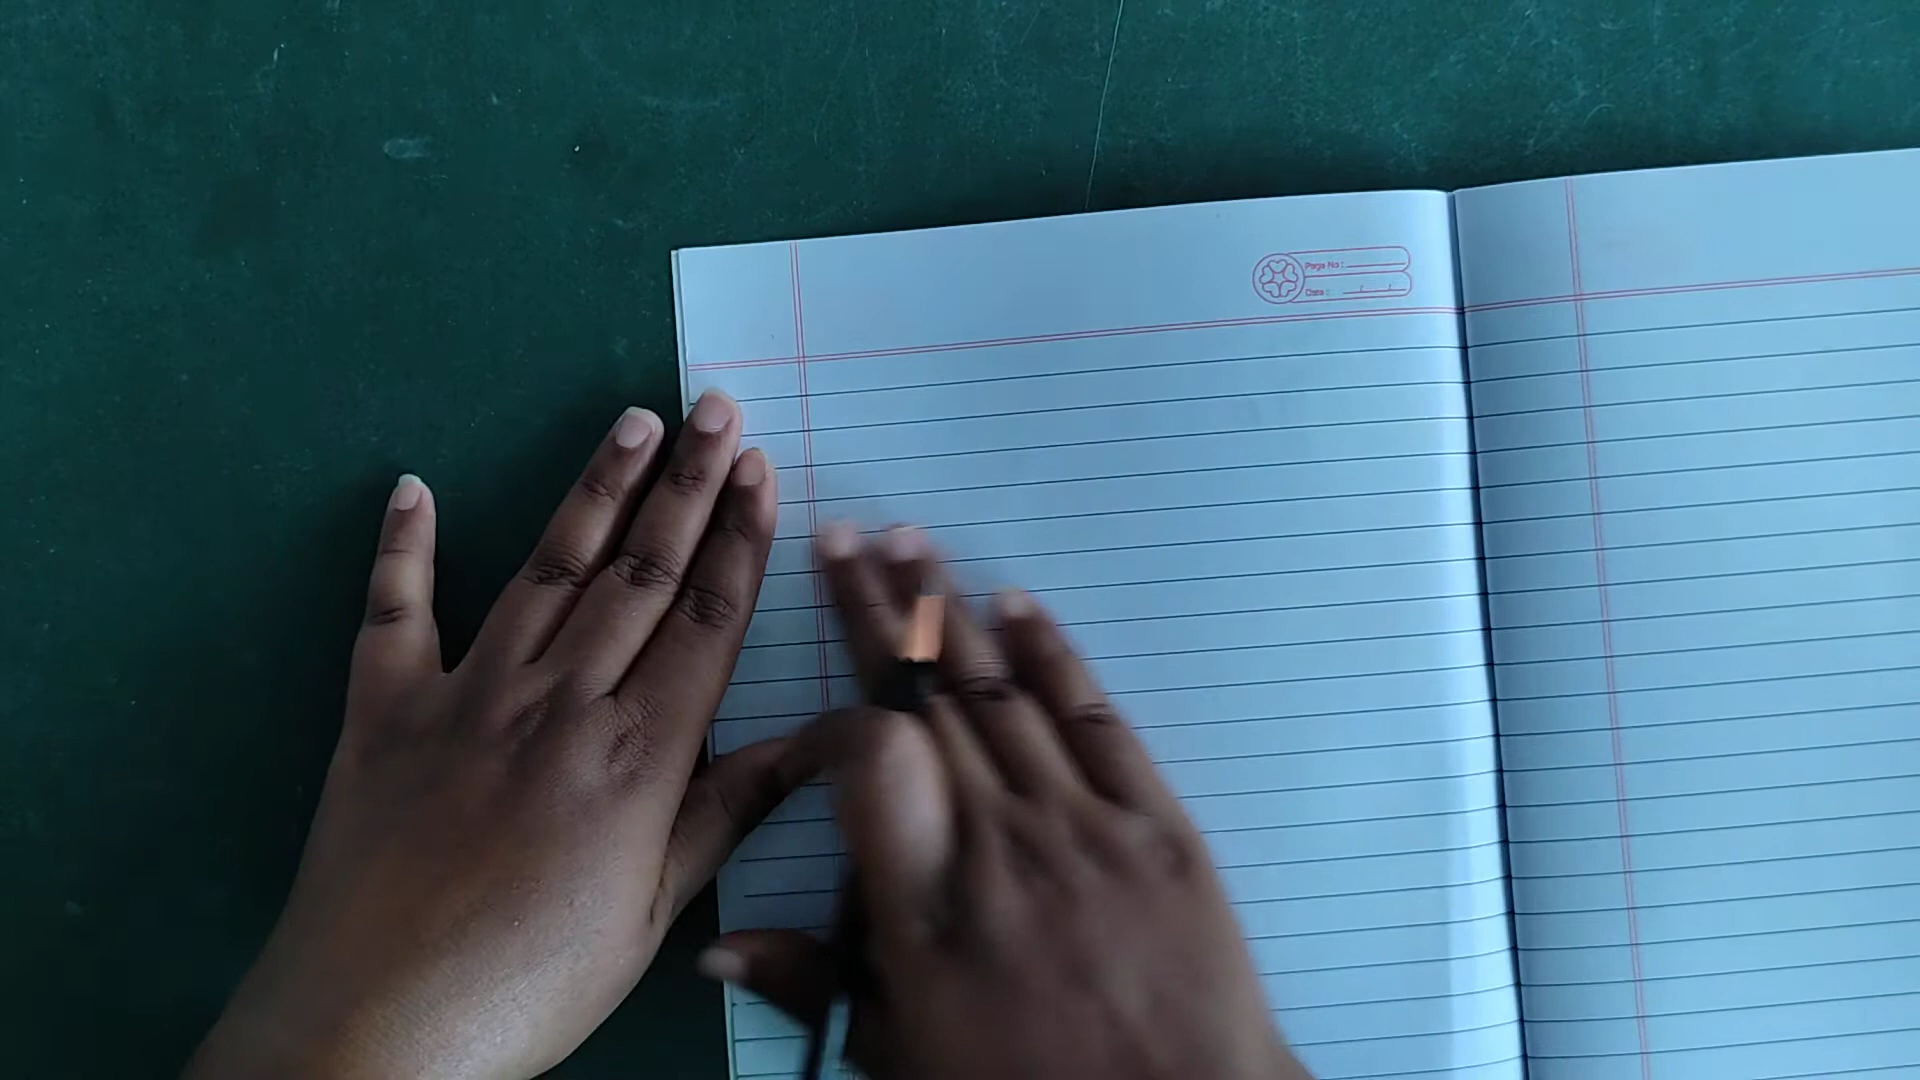 Page No :
Date : / /